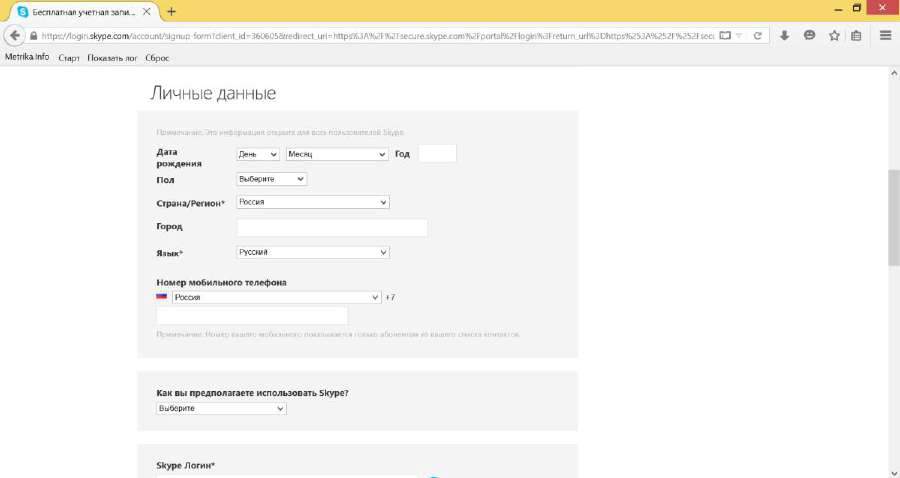 Бесплатная учетная запи...
https://login.skype.com/account/signup-form?client_id=360605&redirect_uri=https%3A%2F%2Fsecure.skype.com%2Fportal%2Flogin%3Freturn_url%3Dhttps%253A%252F%252Fsecu
Metrika.Info Старт Показать лог Сброс
Личные данные
Примечание. Эта информация открыта для всех пользователей Skype.
Дата рождения День Месяц Год
Пол Выберите
Страна/Регион* Россия
Город
Язык* Русский
Номер мобильного телефона
Россия +7
Примечание. Номер вашего мобильного показывается только абонентам из вашего списка контактов.
Как вы предполагаете использовать Skype?
Выберите
Skype Логин*